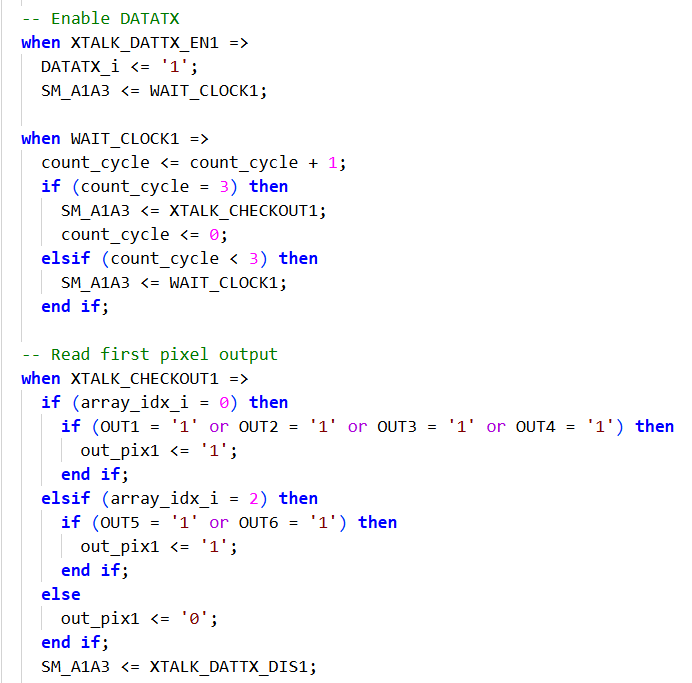 -- Enable DATATX
when XTALK_DATTX_EN1 =>
DATATX_i <= '1';
SM_A1A3 <= WAIT_CLOCK1;
when WAIT_CLOCK1 =>
count_cycle <= count_cycle + 1;
if (count_cycle = 3) then
SM_A1A3 <= XTALK_CHECKOUT1;
count_cycle <= 0;
elsif (count_cycle < 3) then
SM_A1A3 <= WAIT_CLOCK1;
end if;
-- Read first pixel output
when XTALK_CHECKOUT1 =>
if (array_idx_i = 0) then
if (OUT1 = '1' or OUT2 = '1' or OUT3 = '1' or OUT4 = '1') then
out_pix1 <= '1';
end if;
elsif (array_idx_i = 2) then
if (OUT5 = '1' or OUT6 = '1') then
out_pix1 <= '1';
end if;
else
out_pix1 <= '0';
end if;
SM_A1A3 <= XTALK_DATTX_DIS1;